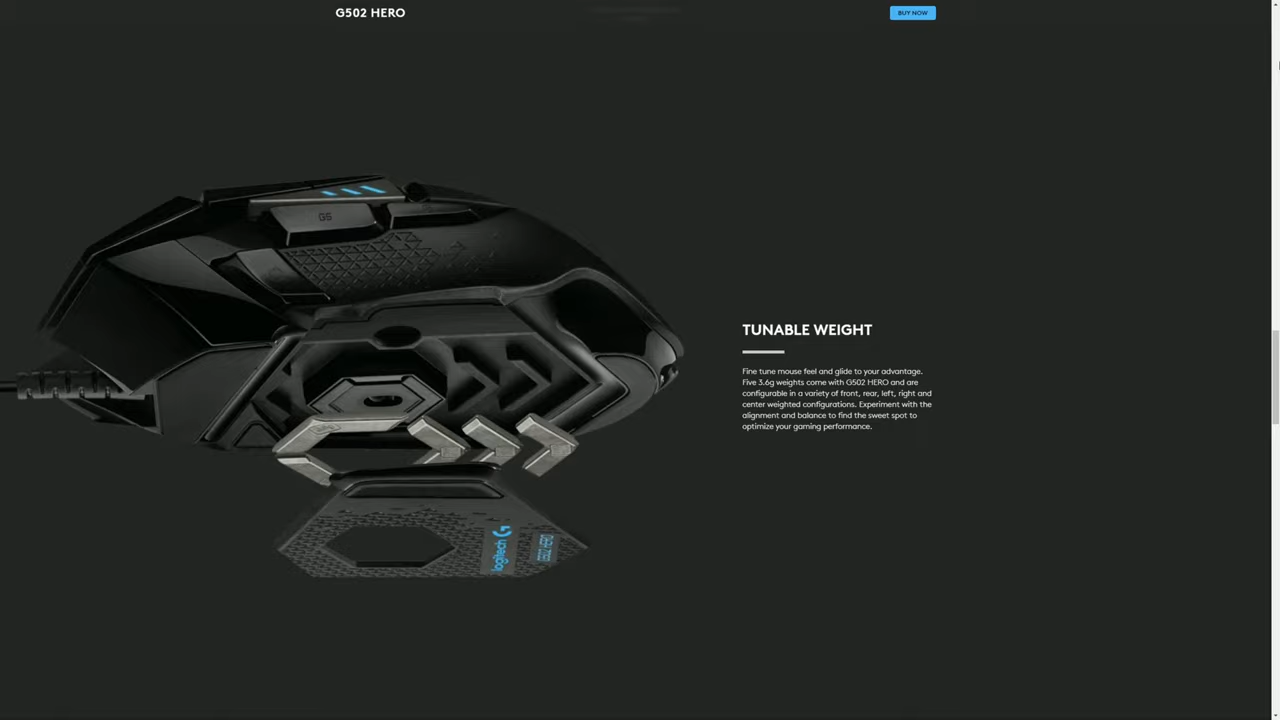 G502 HERO
BUY NOW
G5
TUNABLE WEIGHT
Fine tune mouse feel and glide to your advantage.
Five 3.6g weights come with G502 HERO and are
configurable in a variety of front, rear, left, right and
center weighted configurations. Experiment with the
alignment and balance to find the sweet spot to
optimize your gaming performance.
logitech G
G502 HERO